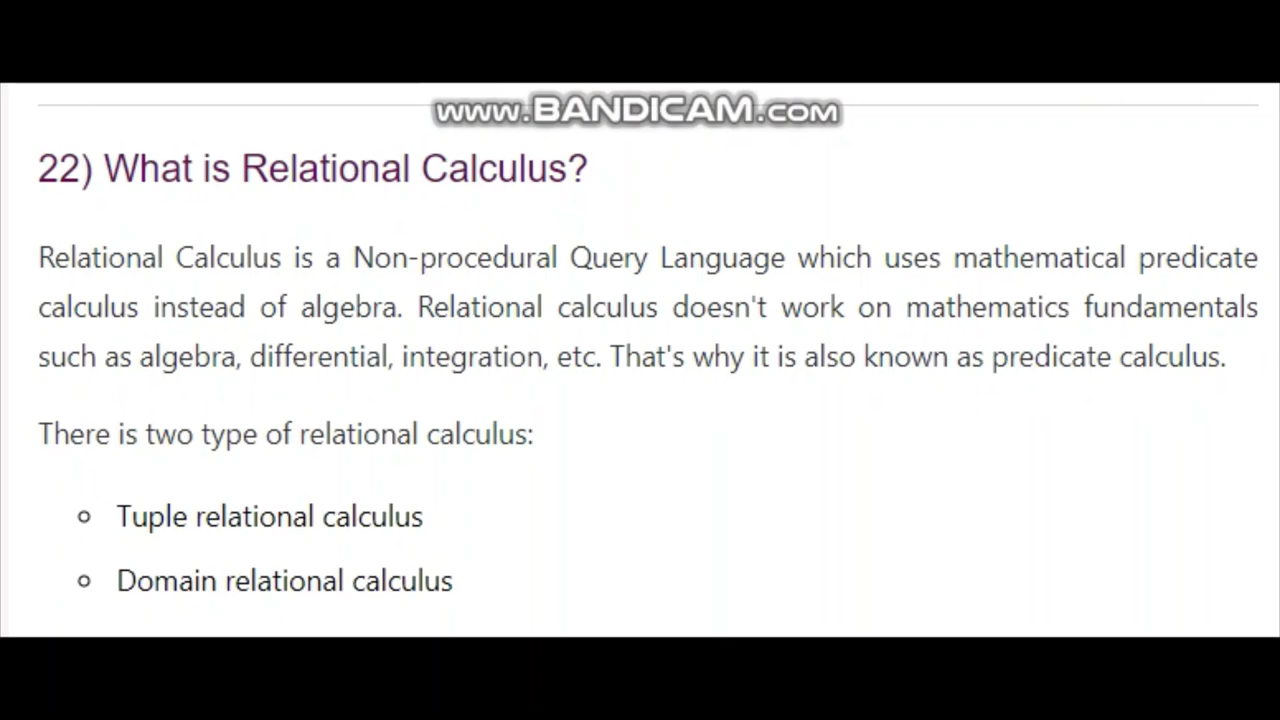 www.BANDICAM.com
22) What is Relational Calculus?
Relational Calculus is a Non-procedural Query Language which uses mathematical predicate
calculus instead of algebra. Relational calculus doesn't work on mathematics fundamentals
such as algebra, differential, integration, etc. That's why it is also known as predicate calculus.
There is two type of relational calculus:
Tuple relational calculus
Domain relational calculus